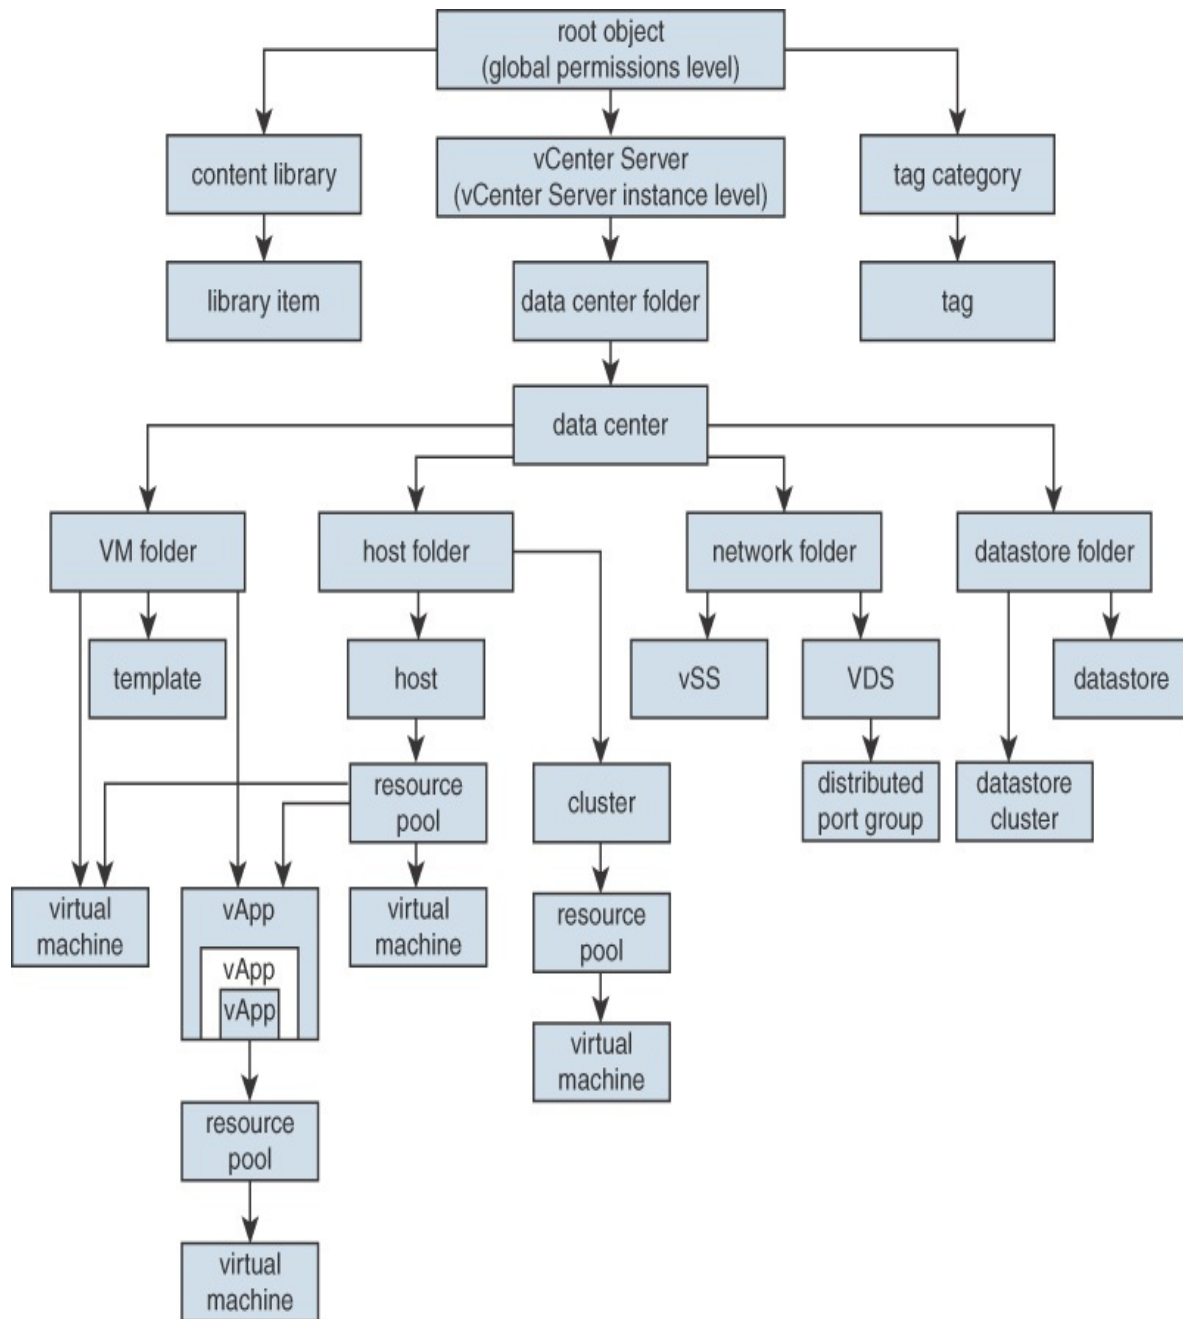 root object
(global permissions level)
content library
vCenter Server
(vCenter Server instance level)
tag category
library item
data center folder
tag
data center
VM folder
host folder
network folder
datastore folder
template
host
vSS
VDS
datastore
resource
pool
cluster
distributed
port group
datastore
cluster
virtual
machine
vApp
vApp
vApp
virtual
machine
resource
pool
virtual
machine
resource
pool
virtual
machine